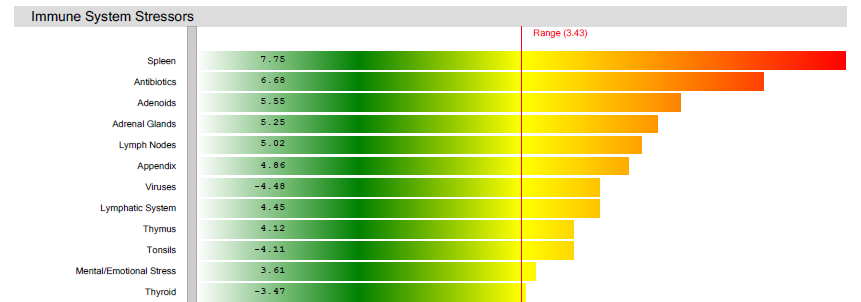 Immune System Stressors
Range (3.43)
Spleen 7.75
Antibiotics 6.68
Adenoids 5.55
Adrenal Glands 5.25
Lymph Nodes 5.02
Appendix 4.86
Viruses -4.48
Lymphatic System 4.45
Thymus 4.12
Tonsils -4.11
Mental/Emotional Stress 3.61
Thyroid -3.47